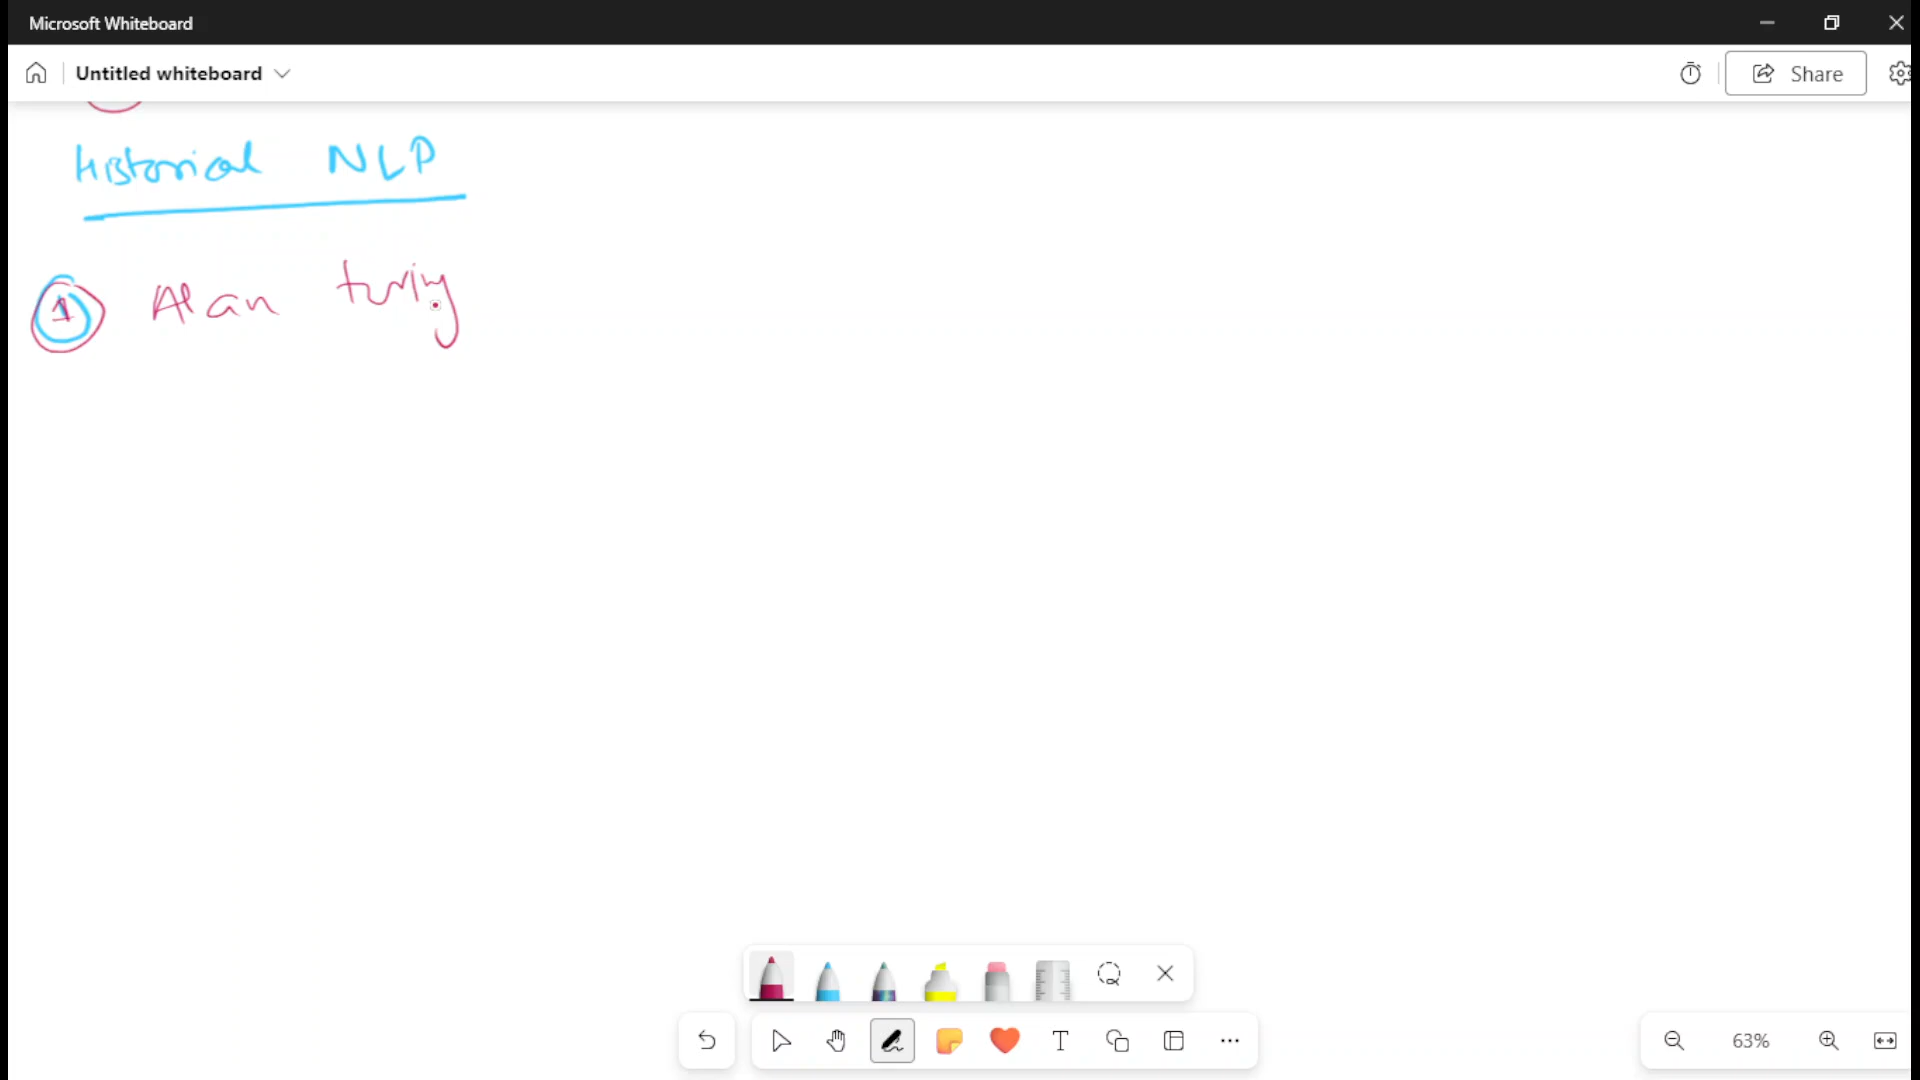 Microsoft Whiteboard
Untitled whiteboard
Share
Historical NLP
1 Alan turing
63%